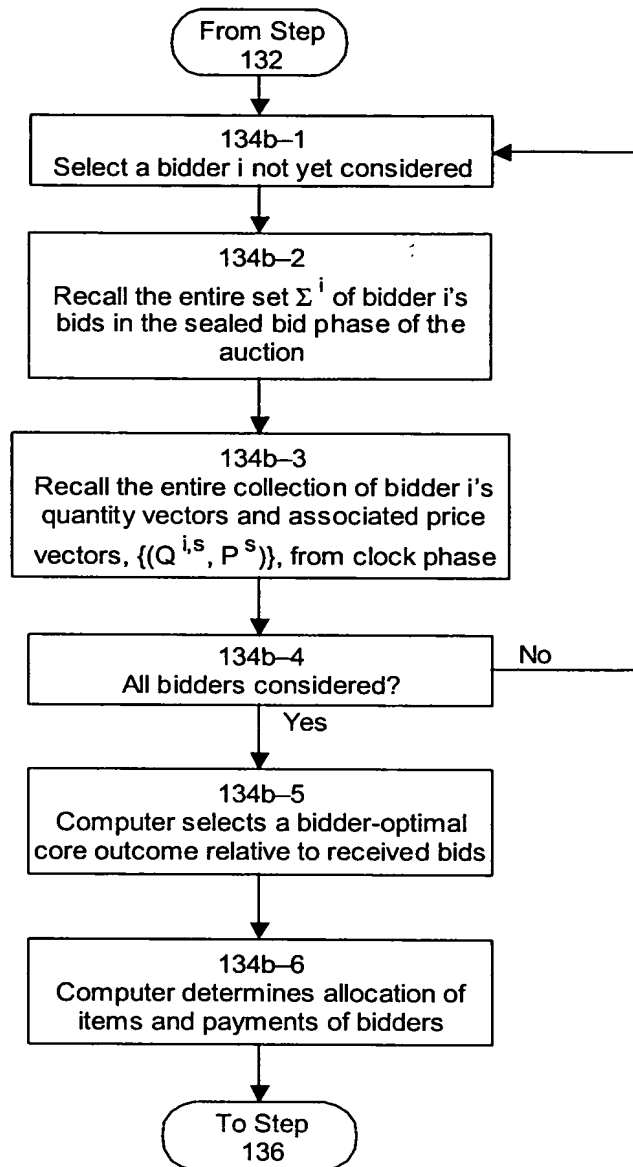 From Step
132
134b–1
Select a bidder i not yet considered
134b–2
Recall the entire set Σ^i of bidder i's
bids in the sealed bid phase of the
auction
134b–3
Recall the entire collection of bidder i's
quantity vectors and associated price
vectors, {(Q^i,s, P^s)}, from clock phase
134b–4
All bidders considered?
No
Yes
134b–5
Computer selects a bidder-optimal
core outcome relative to received bids
134b–6
Computer determines allocation of
items and payments of bidders
To Step
136